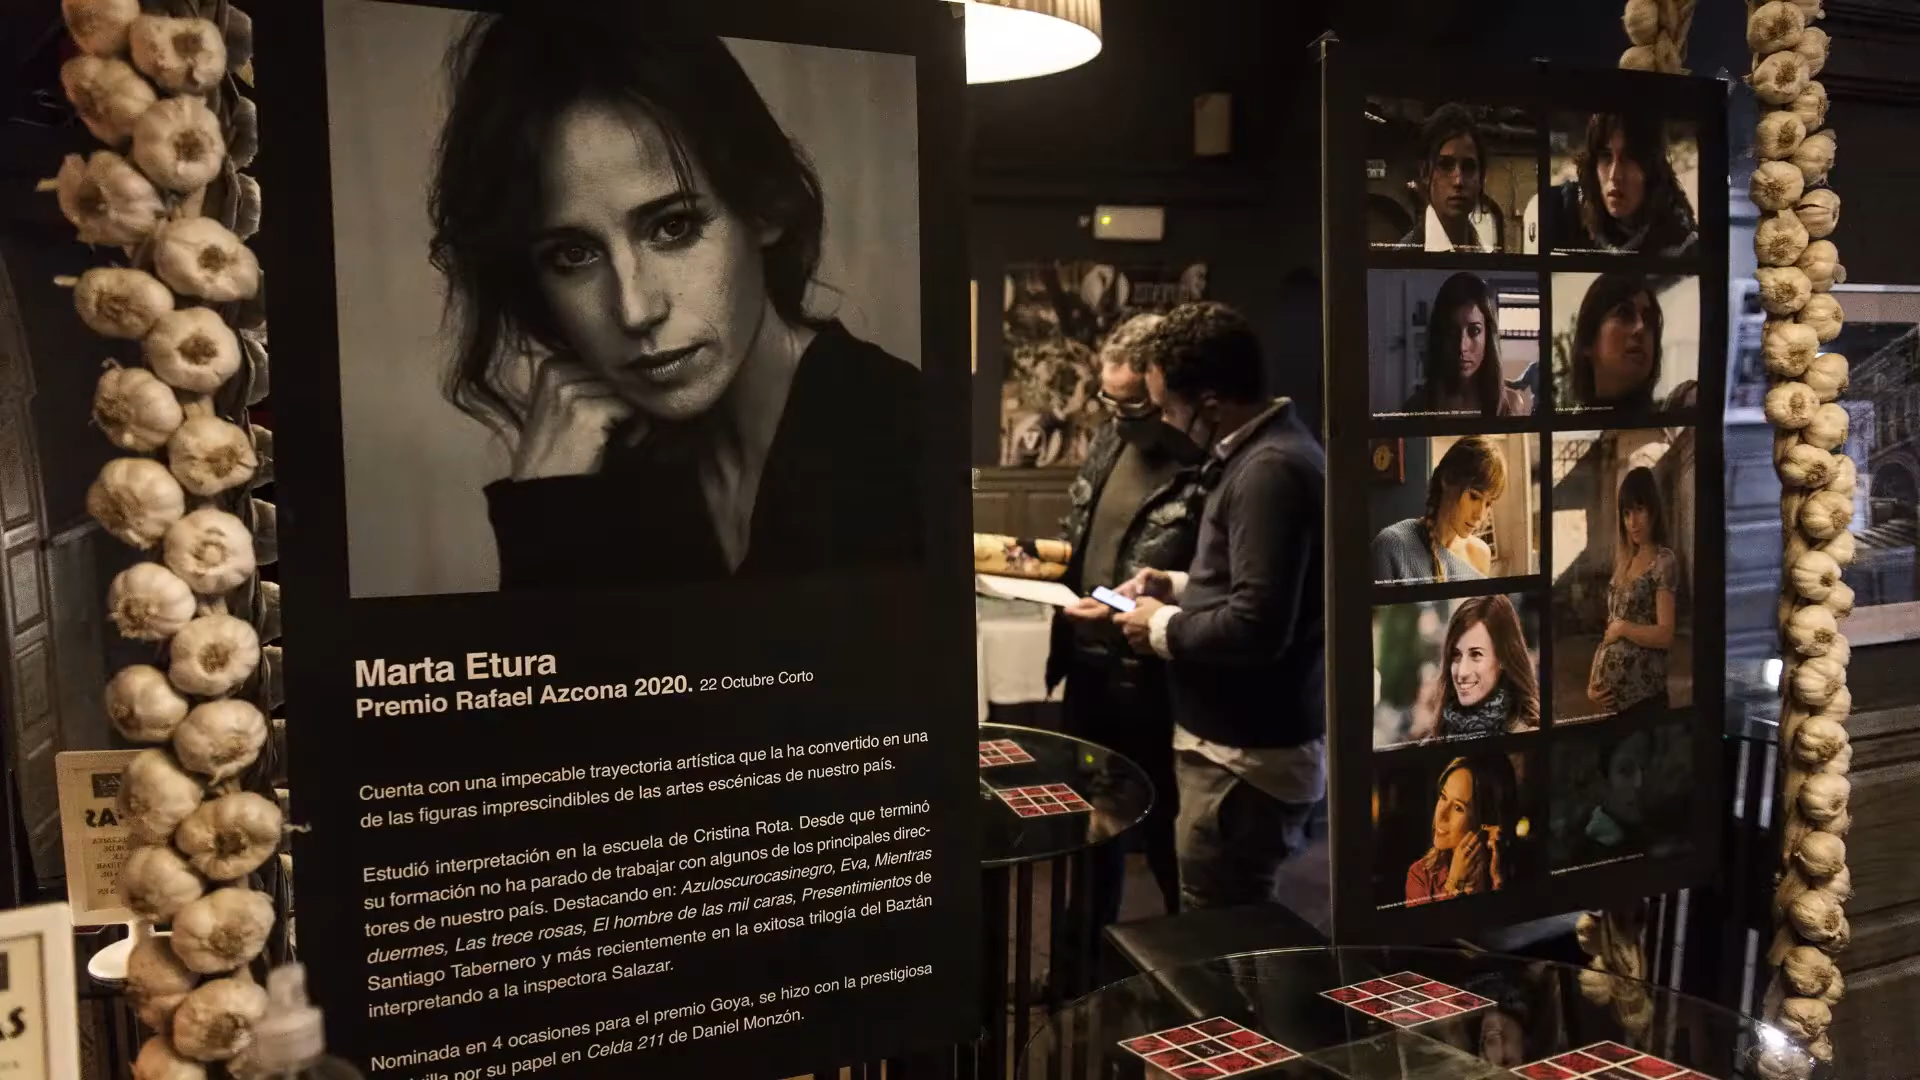 Marta Etura
Premio Rafael Azcona 2020. 22 Octubre Corto
Cuenta con una impecable trayectoria artística que la ha convertido en una
de las figuras imprescindibles de las artes escénicas de nuestro país.
Estudió interpretación en la escuela de Cristina Rota. Desde que terminó
su formación no ha parado de trabajar con algunos de los principales direc-
tores de nuestro país. Destacando en: Azuloscurocasinegro, Eva, Mientras
duermes, Las trece rosas, El hombre de las mil caras, Presentimientos de
Santiago Tabernero y más recientemente en la exitosa trilogía del Baztán
interpretando a la inspectora Salazar.
Nominada en 4 ocasiones para el premio Goya, se hizo con la prestigiosa
por su papel en Celda 211 de Daniel Monzón.